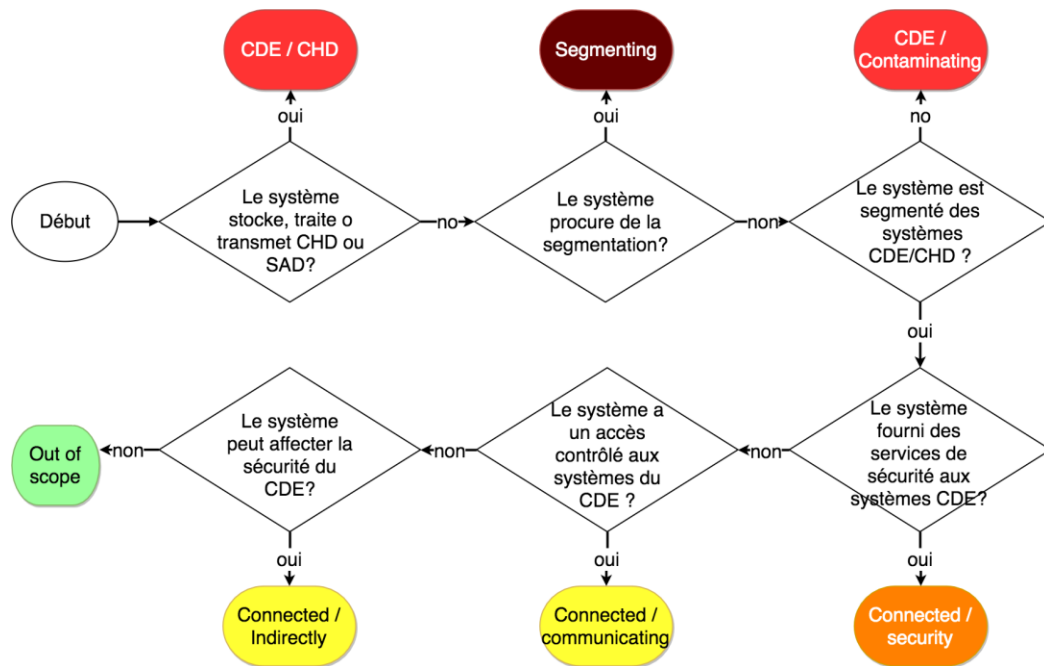 CDE / CHD
Segmenting
CDE /
Contaminating
oui
oui
no
Début
Le système
stocke, traite o
transmet CHD ou
SAD?
no
Le système
procure de la
segmentation?
non
Le système est
segmenté des
systèmes
CDE/CHD ?
oui
Out of
scope
non
Le système
peut affecter la
sécurité du
CDE?
non
Le système a
un accès
contrôlé aux
systèmes du
CDE ?
non
Le système
fourni des
services de
sécurité aux
systèmes CDE?
oui
oui
oui
Connected /
Indirectly
Connected /
communicating
Connected /
security